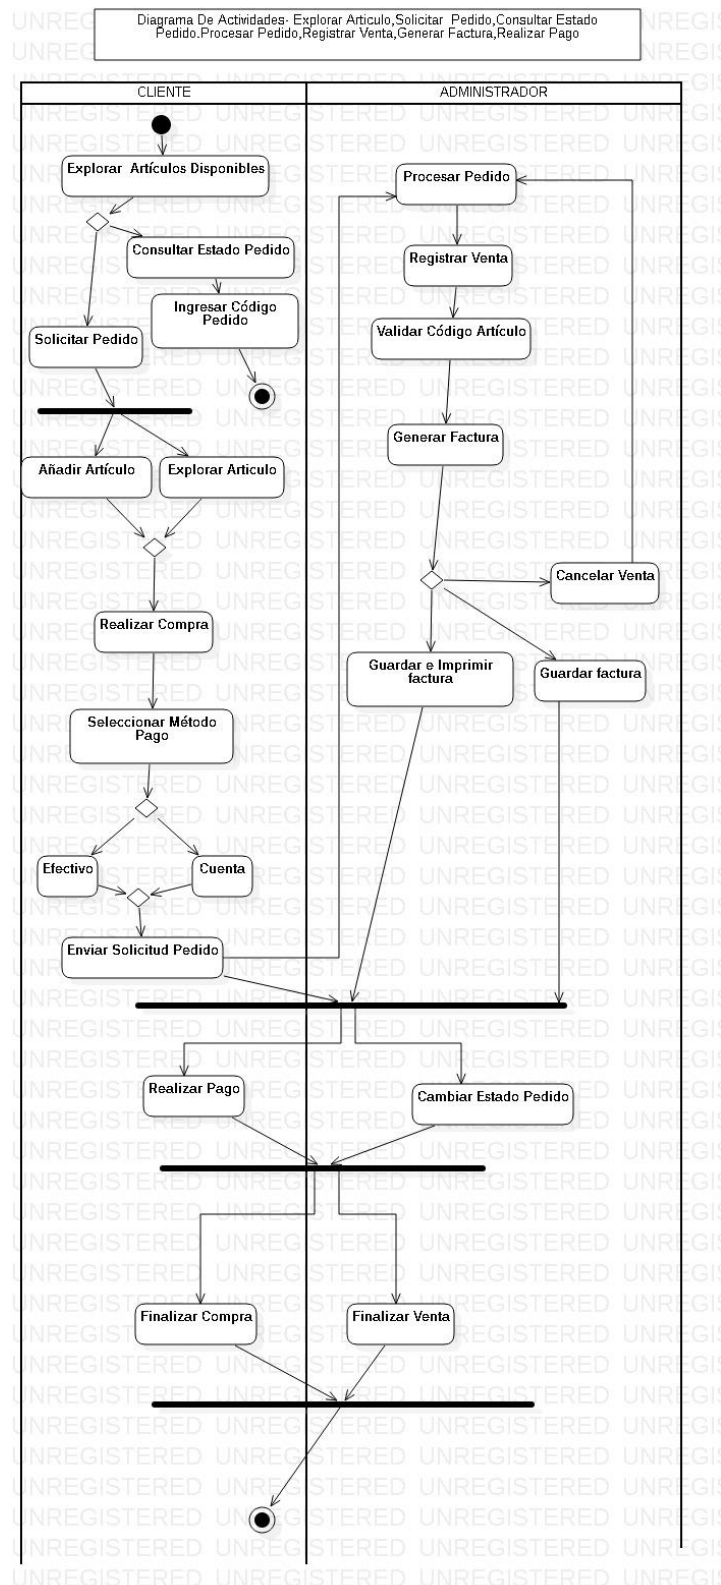 Diagrama De Actividades- Explorar Articulo,Solicitar  Pedido,Consultar Estado
Pedido.Procesar Pedido,Registrar Venta,Generar Factura,Realizar Pago
CLIENTE
ADMINISTRADOR
Explorar  Artículos Disponibles
Procesar Pedido
Consultar Estado Pedido
Registrar Venta
Ingresar Código
Pedido
Solicitar Pedido
Validar Código Artículo
Generar Factura
Añadir Artículo
Explorar Articulo
Cancelar Venta
Realizar Compra
Guardar e Imprimir
factura
Guardar factura
Seleccionar Método
Pago
Efectivo
Cuenta
Enviar Solicitud Pedido
Realizar Pago
Cambiar Estado Pedido
Finalizar Compra
Finalizar Venta
UNREGISTERED